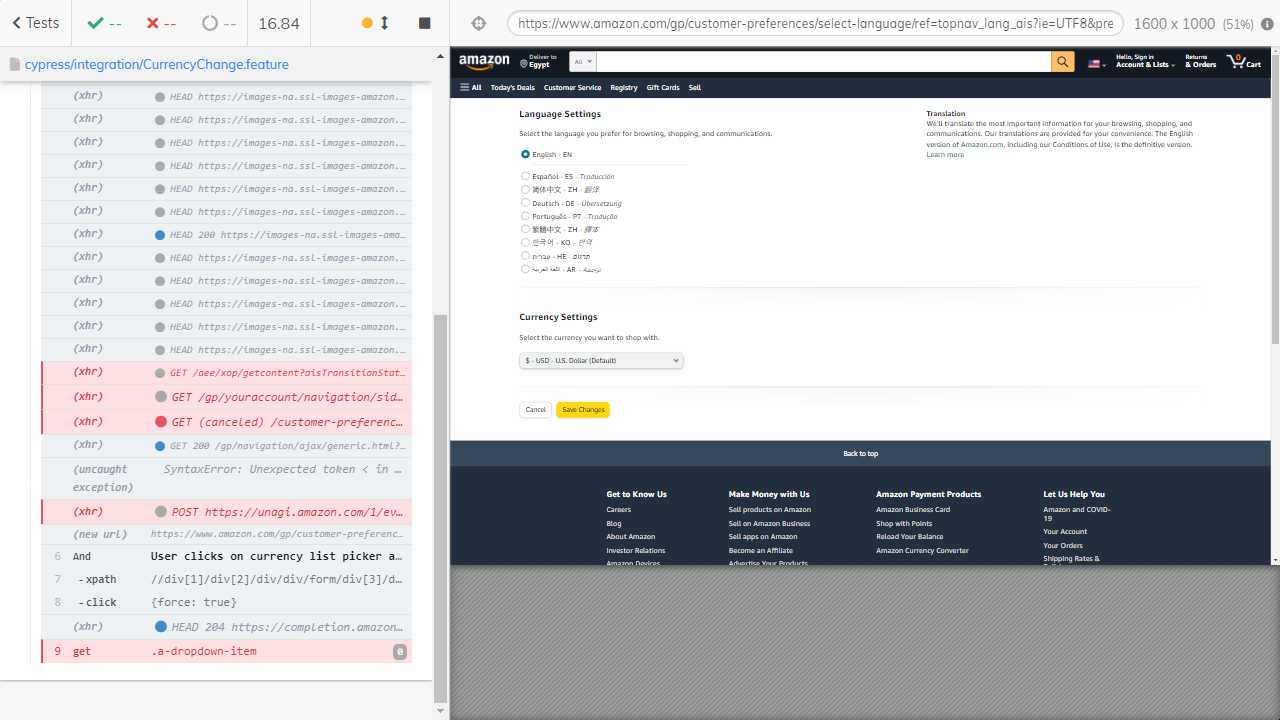 Tests
--
--
--
16.84
https://www.amazon.com/gp/customer-preferences/select-language/ref=topnav_lang_ais?ie=UTF8&pre
1600 x 1000 (51%)
cypress/integration/CurrencyChange.feature
(xhr) HEAD https://images-na.ssl-images-amazon....
(xhr) HEAD https://images-na.ssl-images-amazon....
(xhr) HEAD https://images-na.ssl-images-amazon....
(xhr) HEAD https://images-na.ssl-images-amazon....
(xhr) HEAD https://images-na.ssl-images-amazon....
(xhr) HEAD https://images-na.ssl-images-amazon....
(xhr) HEAD 200 https://images-na.ssl-images-ama...
(xhr) HEAD https://images-na.ssl-images-amazon....
(xhr) HEAD https://images-na.ssl-images-amazon....
(xhr) HEAD https://images-na.ssl-images-amazon....
(xhr) HEAD https://images-na.ssl-images-amazon....
(xhr) HEAD https://images-na.ssl-images-amazon....
(xhr) GET /aee/xop/getcontent?aisTransitionStat...
(xhr) GET /gp/youraccount/navigation/sid...
(xhr) GET (canceled) /customer-preferenc...
(xhr) GET 200 /gp/navigation/ajax/generic.html?...
(uncaught exception) SyntaxError: Unexpected token < in ...
(xhr) POST https://unagi.amazon.com/1/ev...
(new url) https://www.amazon.com/gp/customer-preferenc...
6 User clicks on currency list picker a...
7 -xpath //div[1]/div[2]/div/div/form/div[3]/d...
8 -click {force: true}
(xhr) HEAD 204 https://completion.amazon...
9 get .a-dropdown-item 0
amazon
Deliver to
Egypt
All
Hello, Sign in
Account & Lists
Returns
& Orders
0
Cart
All Today's Deals Customer Service Registry Gift Cards Sell
Language Settings
Select the language you prefer for browsing, shopping, and communications.
English - EN
Español - ES - Traducción
简体中文 - ZH - 翻译
Deutsch - DE - Übersetzung
Português - PT - Tradução
繁體中文 - ZH - 譯本
한국어 - KO - 번역
עברית - HE - תרגום
اللغة العربية - AR - ترجمة
Translation
We'll translate the most important information for your browsing, shopping, and
communications. Our translations are provided for your convenience. The English
version of Amazon.com, including our Conditions of Use, is the definitive version.
Learn more
Currency Settings
Select the currency you want to shop with.
$ - USD - U.S. Dollar (Default)
Cancel
Save Changes
Back to top
Get to Know Us
Careers
Blog
About Amazon
Investor Relations
Amazon Devices
Make Money with Us
Sell products on Amazon
Sell on Amazon Business
Sell apps on Amazon
Become an Affiliate
Advertise Your Products
Amazon Payment Products
Amazon Business Card
Shop with Points
Reload Your Balance
Amazon Currency Converter
Let Us Help You
Amazon and COVID-
19
Your Account
Your Orders
Shipping Rates &